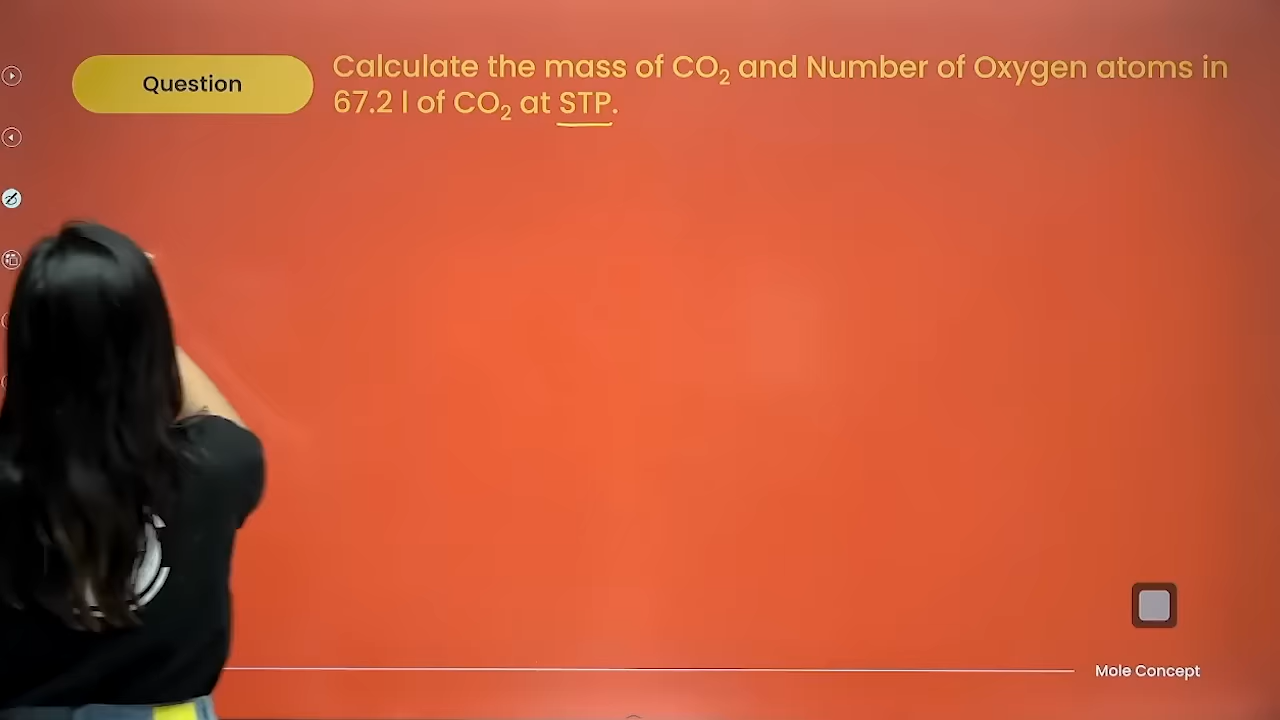 Question
Calculate the mass of CO₂ and Number of Oxygen atoms in
67.2 l of CO₂ at STP.
Mole Concept